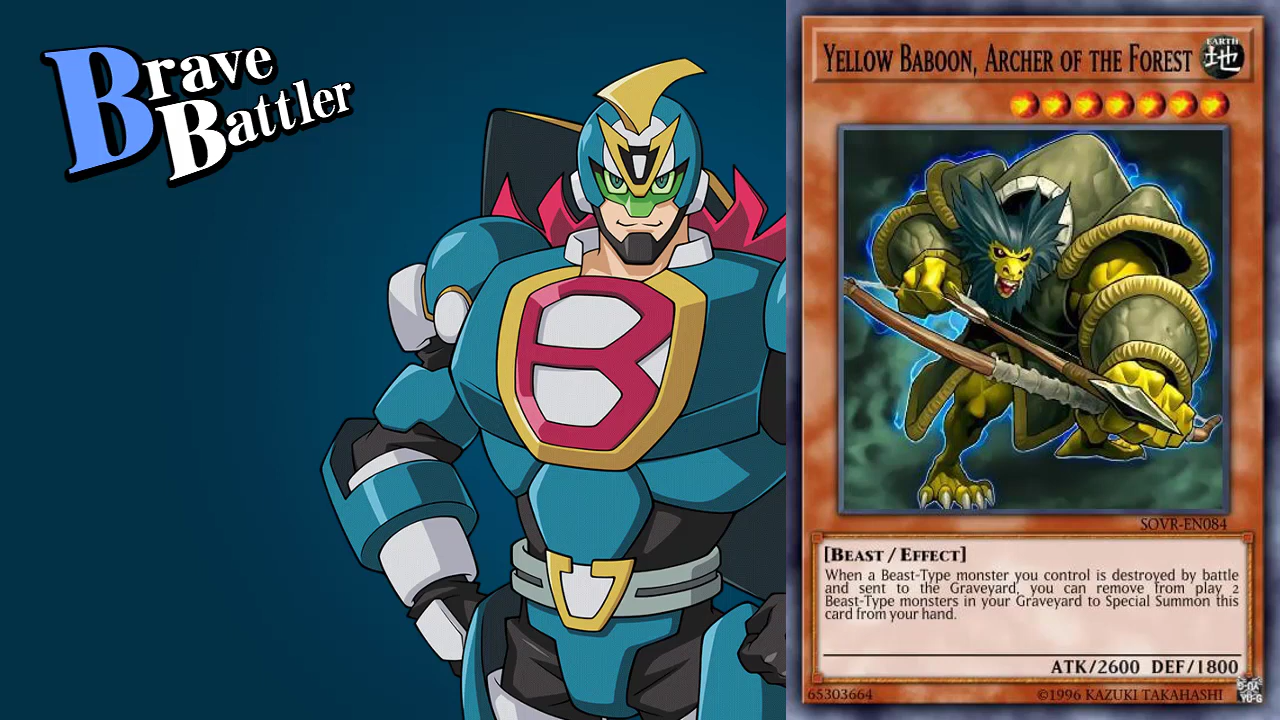 Brave
Battler
B
YELLOW BABOON, ARCHER OF THE FOREST
EARTH
地
SOVR-EN084
[BEAST / EFFECT]
When a Beast-Type monster you control is destroyed by battle
and sent to the Graveyard, you can remove from play 2
Beast-Type monsters in your Graveyard to Special Summon this
card from your hand.
ATK/2600 DEF/1800
65303664
©1996 KAZUKI TAKAHASHI